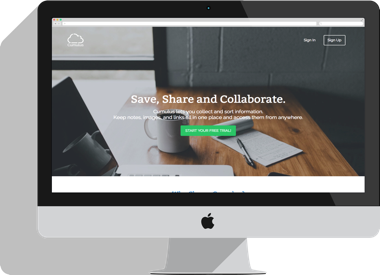 Sign In
Sign Up
Save, Share and Collaborate.
Cumulus lets you collect and sort information.
Keep notes, images, and links all in one place and access them from anywhere.
START YOUR FREE TRIAL!